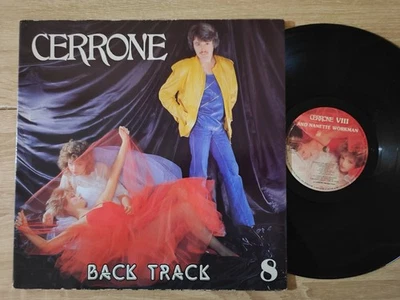 CERRONE
BACK TRACK
8
CERRONE VIII
AND NANETTE WORKMAN